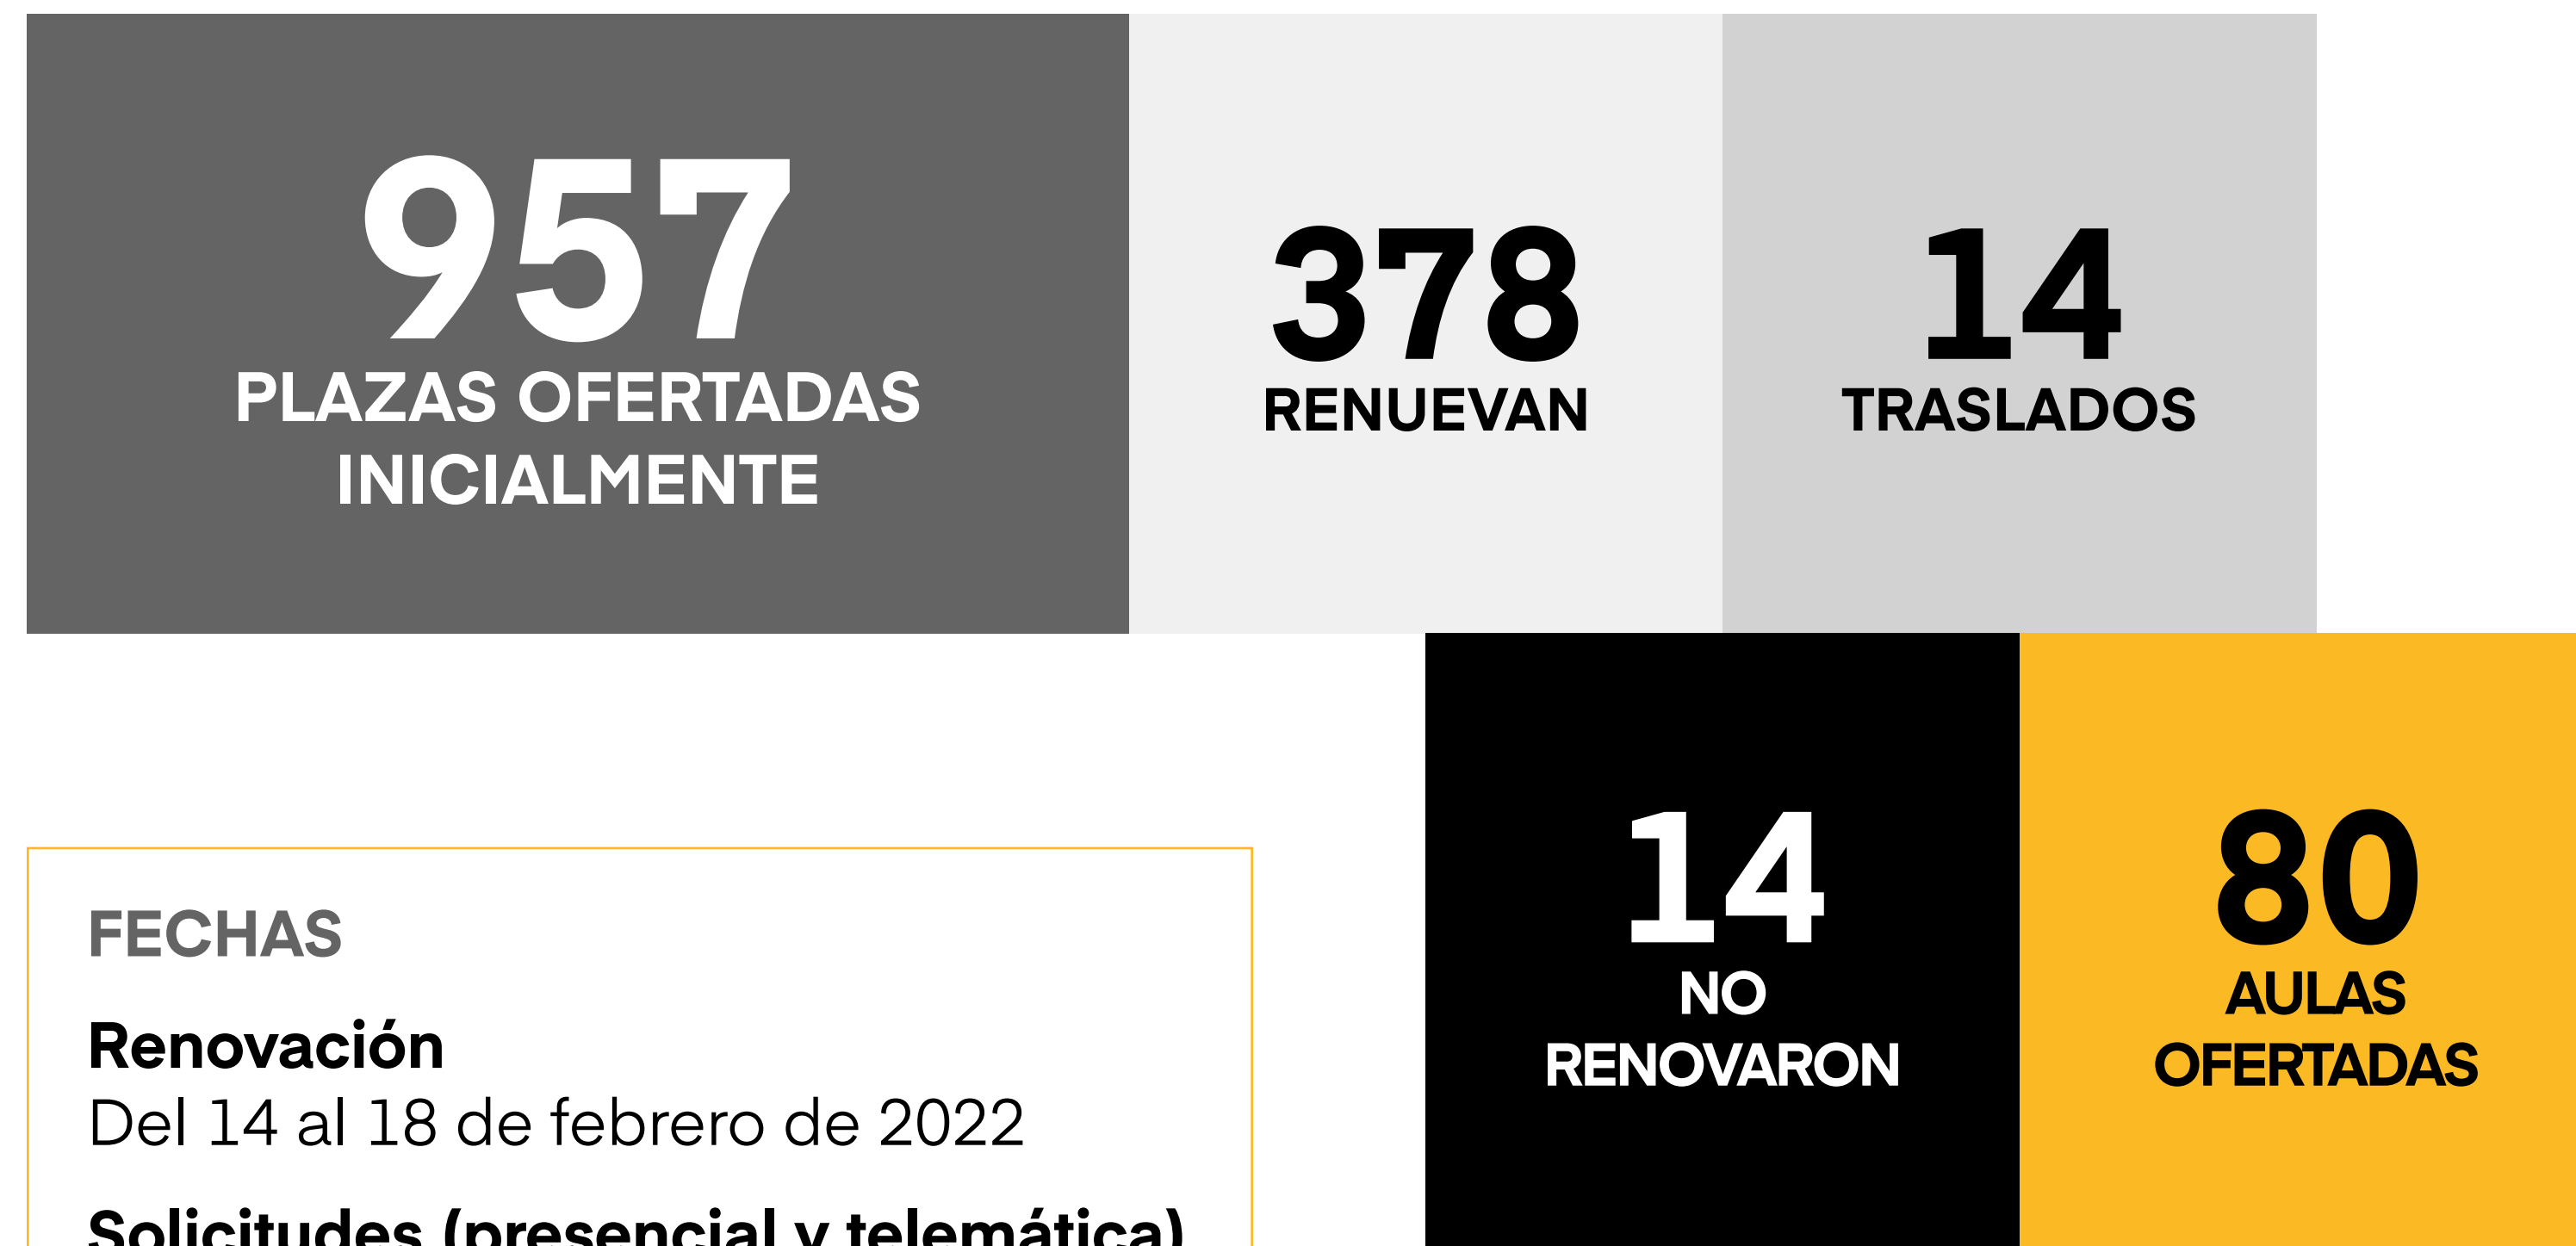 957
PLAZAS OFERTADAS
INICIALMENTE
378
RENUEVAN
14
TRASLADOS
14
NO
RENOVARON
80
AULAS
OFERTADAS
FECHAS
Renovación
Del 14 al 18 de febrero de 2022
Solicitudes (presencial y telemática)